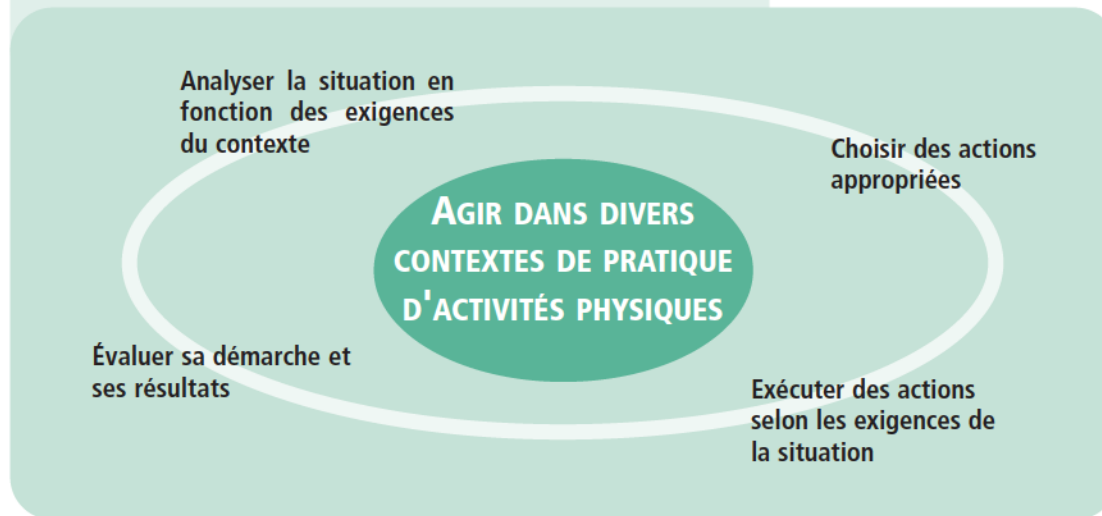 Analyser la situation en
fonction des exigences
du contexte
Choisir des actions
appropriées
AGIR DANS DIVERS
CONTEXTES DE PRATIQUE
D'ACTIVITÉS PHYSIQUES
Évaluer sa démarche et
ses résultats
Exécuter des actions
selon les exigences de
la situation